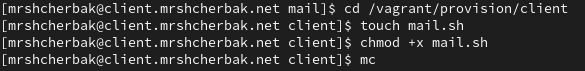 [mrshcherbak@client.mrshcherbak.net mail]$ cd /vagrant/provision/client
[mrshcherbak@client.mrshcherbak.net client]$ touch mail.sh
[mrshcherbak@client.mrshcherbak.net client]$ chmod +x mail.sh
[mrshcherbak@client.mrshcherbak.net client]$ mc